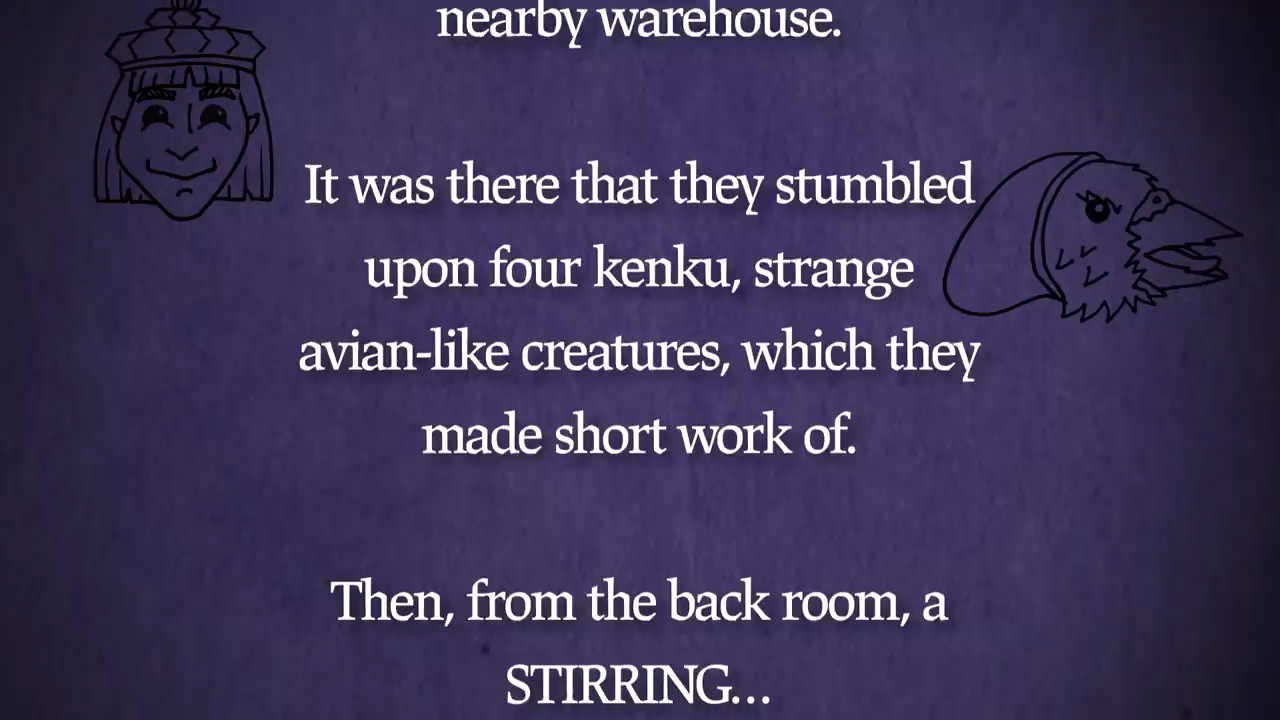 nearby warehouse.
It was there that they stumbled
upon four kenku, strange
avian-like creatures, which they
made short work of.
Then, from the back room, a
STIRRING...